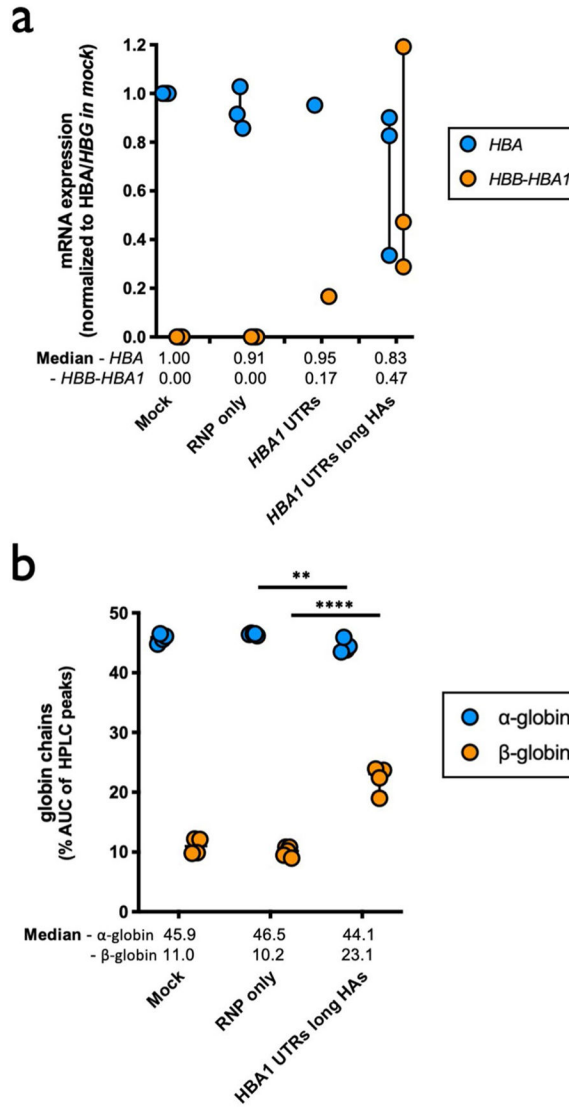 a
mRNA expression
(normalized to HBA/HBG in mock)
1.2
1.0
0.8
0.6
0.4
0.2
0.0
HBA
HBB-HBA1
Median - HBA 1.00 0.91 0.95 0.83
- HBB-HBA1 0.00 0.00 0.17 0.47
Mock
RNP only
HBA1 UTRs
HBA1 UTRs long HAs
b
** 
****
globin chains
(% AUC of HPLC peaks)
50
40
30
20
10
0
α-globin
β-globin
Median - α-globin 45.9 46.5 44.1
- β-globin 11.0 10.2 23.1
Mock
RNP only
HBA1 UTRs long HAs